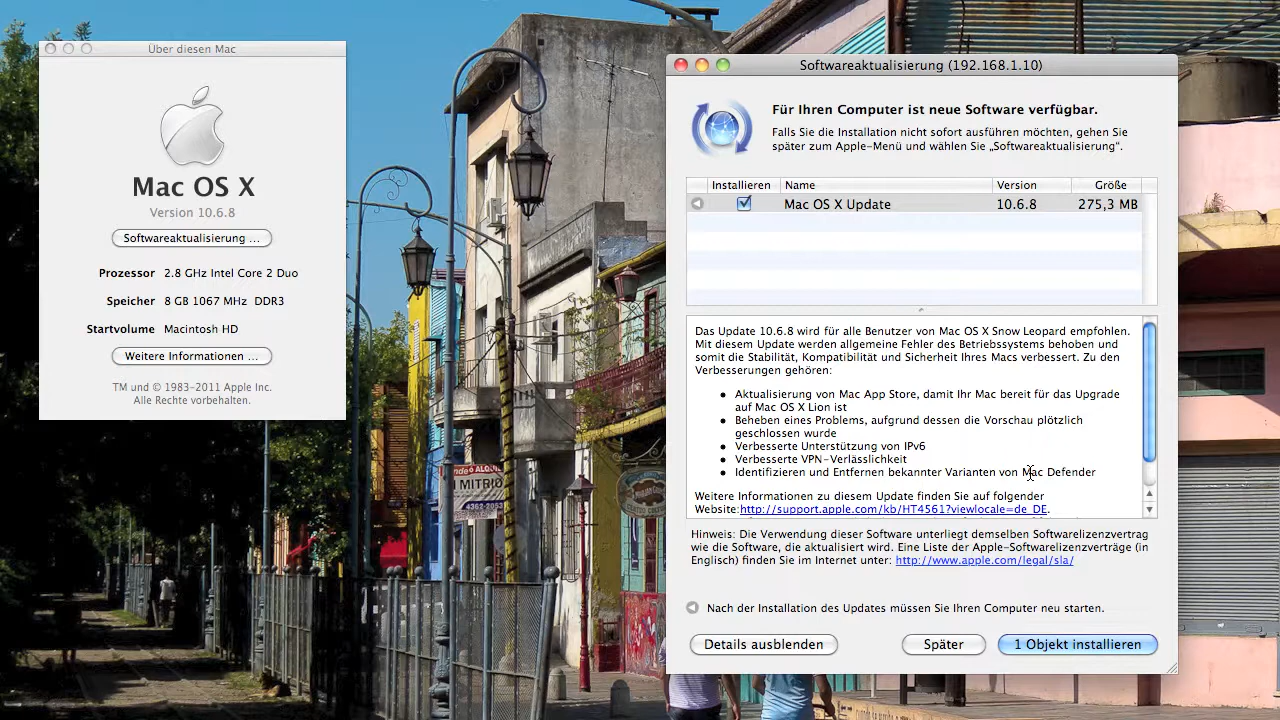 Über diesen Mac
Mac OS X
Version 10.6.8
Softwareaktualisierung ...
Prozessor 2.8 GHz Intel Core 2 Duo
Speicher 8 GB 1067 MHz DDR3
Startvolume Macintosh HD
Weitere Informationen ...
TM und © 1983-2011 Apple Inc.
Alle Rechte vorbehalten.
Softwareaktualisierung (192.168.1.10)
Für Ihren Computer ist neue Software verfügbar.
Falls Sie die Installation nicht sofort ausführen möchten, gehen Sie
später zum Apple-Menü und wählen Sie „Softwareaktualisierung“.
Installieren Name Version Größe
Mac OS X Update 10.6.8 275,3 MB
Das Update 10.6.8 wird für alle Benutzer von Mac OS X Snow Leopard empfohlen.
Mit diesem Update werden allgemeine Fehler des Betriebssystems behoben und
somit die Stabilität, Kompatibilität und Sicherheit Ihres Macs verbessert. Zu den
Verbesserungen gehören:
• Aktualisierung von Mac App Store, damit Ihr Mac bereit für das Upgrade
auf Mac OS X Lion ist
• Beheben eines Problems, aufgrund dessen die Vorschau plötzlich
geschlossen wurde
• Verbesserte Unterstützung von IPv6
• Verbesserte VPN-Verlässlichkeit
• Identifizieren und Entfernen bekannter Varianten von Mac Defender
Weitere Informationen zu diesem Update finden Sie auf folgender
Website:http://support.apple.com/kb/HT4561?viewlocale=de_DE.
Hinweis: Die Verwendung dieser Software unterliegt demselben Softwarelizenzvertrag
wie die Software, die aktualisiert wird. Eine Liste der Apple-Softwarelizenzverträge (in
Englisch) finden Sie im Internet unter: http://www.apple.com/legal/sla/
Nach der Installation des Updates müssen Sie Ihren Computer neu starten.
Details ausblenden Später 1 Objekt installieren
ALQUI
MITRIO
4362-2053